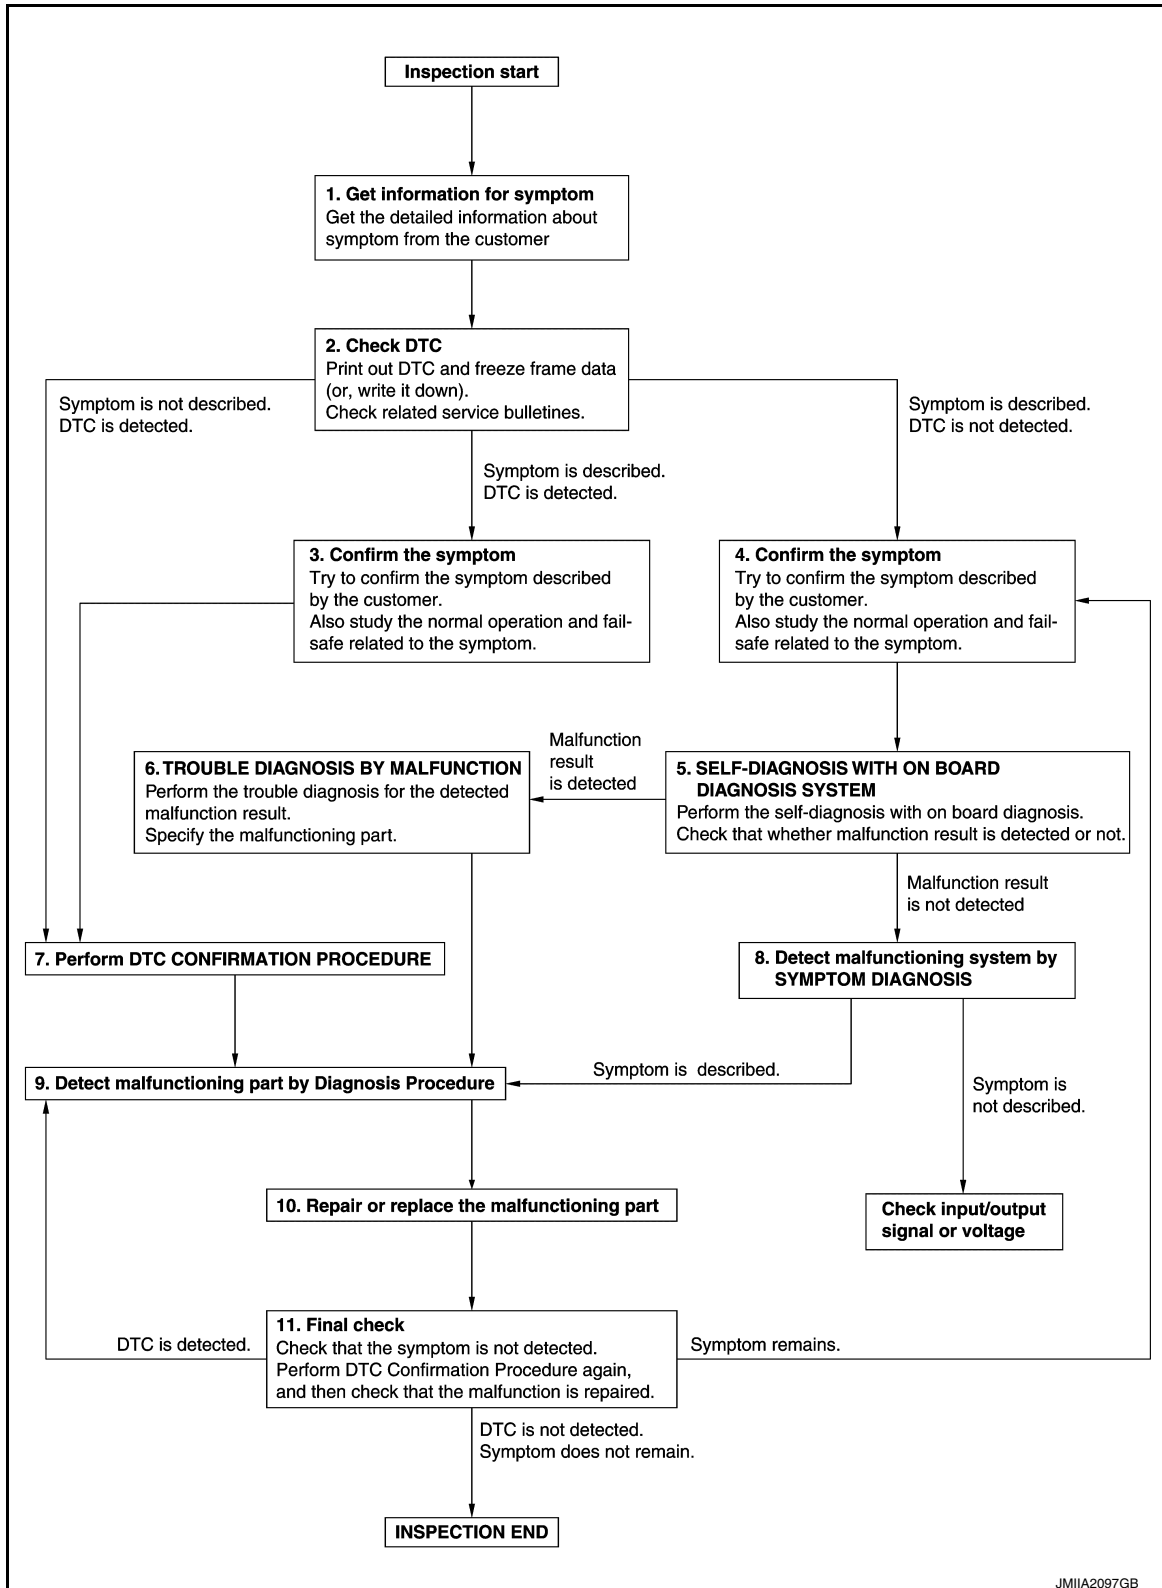 Inspection start
1. Get information for symptom
Get the detailed information about
symptom from the customer
2. Check DTC
Print out DTC and freeze frame data
(or, write it down).
Check related service bulletines.
Symptom is not described.
DTC is detected.
Symptom is described.
DTC is not detected.
Symptom is described.
DTC is detected.
3. Confirm the symptom
Try to confirm the symptom described
by the customer.
Also study the normal operation and fail-
safe related to the symptom.
4. Confirm the symptom
Try to confirm the symptom described
by the customer.
Also study the normal operation and fail-
safe related to the symptom.
6. TROUBLE DIAGNOSIS BY MALFUNCTION
Perform the trouble diagnosis for the detected
malfunction result.
Specify the malfunctioning part.
Malfunction
result
is detected
5. SELF-DIAGNOSIS WITH ON BOARD
DIAGNOSIS SYSTEM
Perform the self-diagnosis with on board diagnosis.
Check that whether malfunction result is detected or not.
Malfunction result
is not detected
7. Perform DTC CONFIRMATION PROCEDURE
8. Detect malfunctioning system by
SYMPTOM DIAGNOSIS
9. Detect malfunctioning part by Diagnosis Procedure
Symptom is described.
Symptom is
not described.
10. Repair or replace the malfunctioning part
Check input/output
signal or voltage
11. Final check
Check that the symptom is not detected.
Perform DTC Confirmation Procedure again,
and then check that the malfunction is repaired.
DTC is detected.
Symptom remains.
DTC is not detected.
Symptom does not remain.
INSPECTION END
JMIIA2097GB